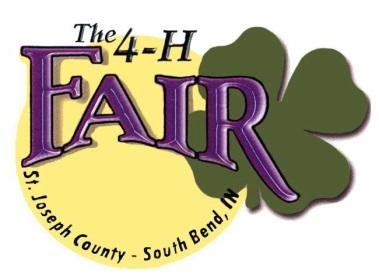 The 4-H
FAIR
St. Joseph County - South Bend, IN